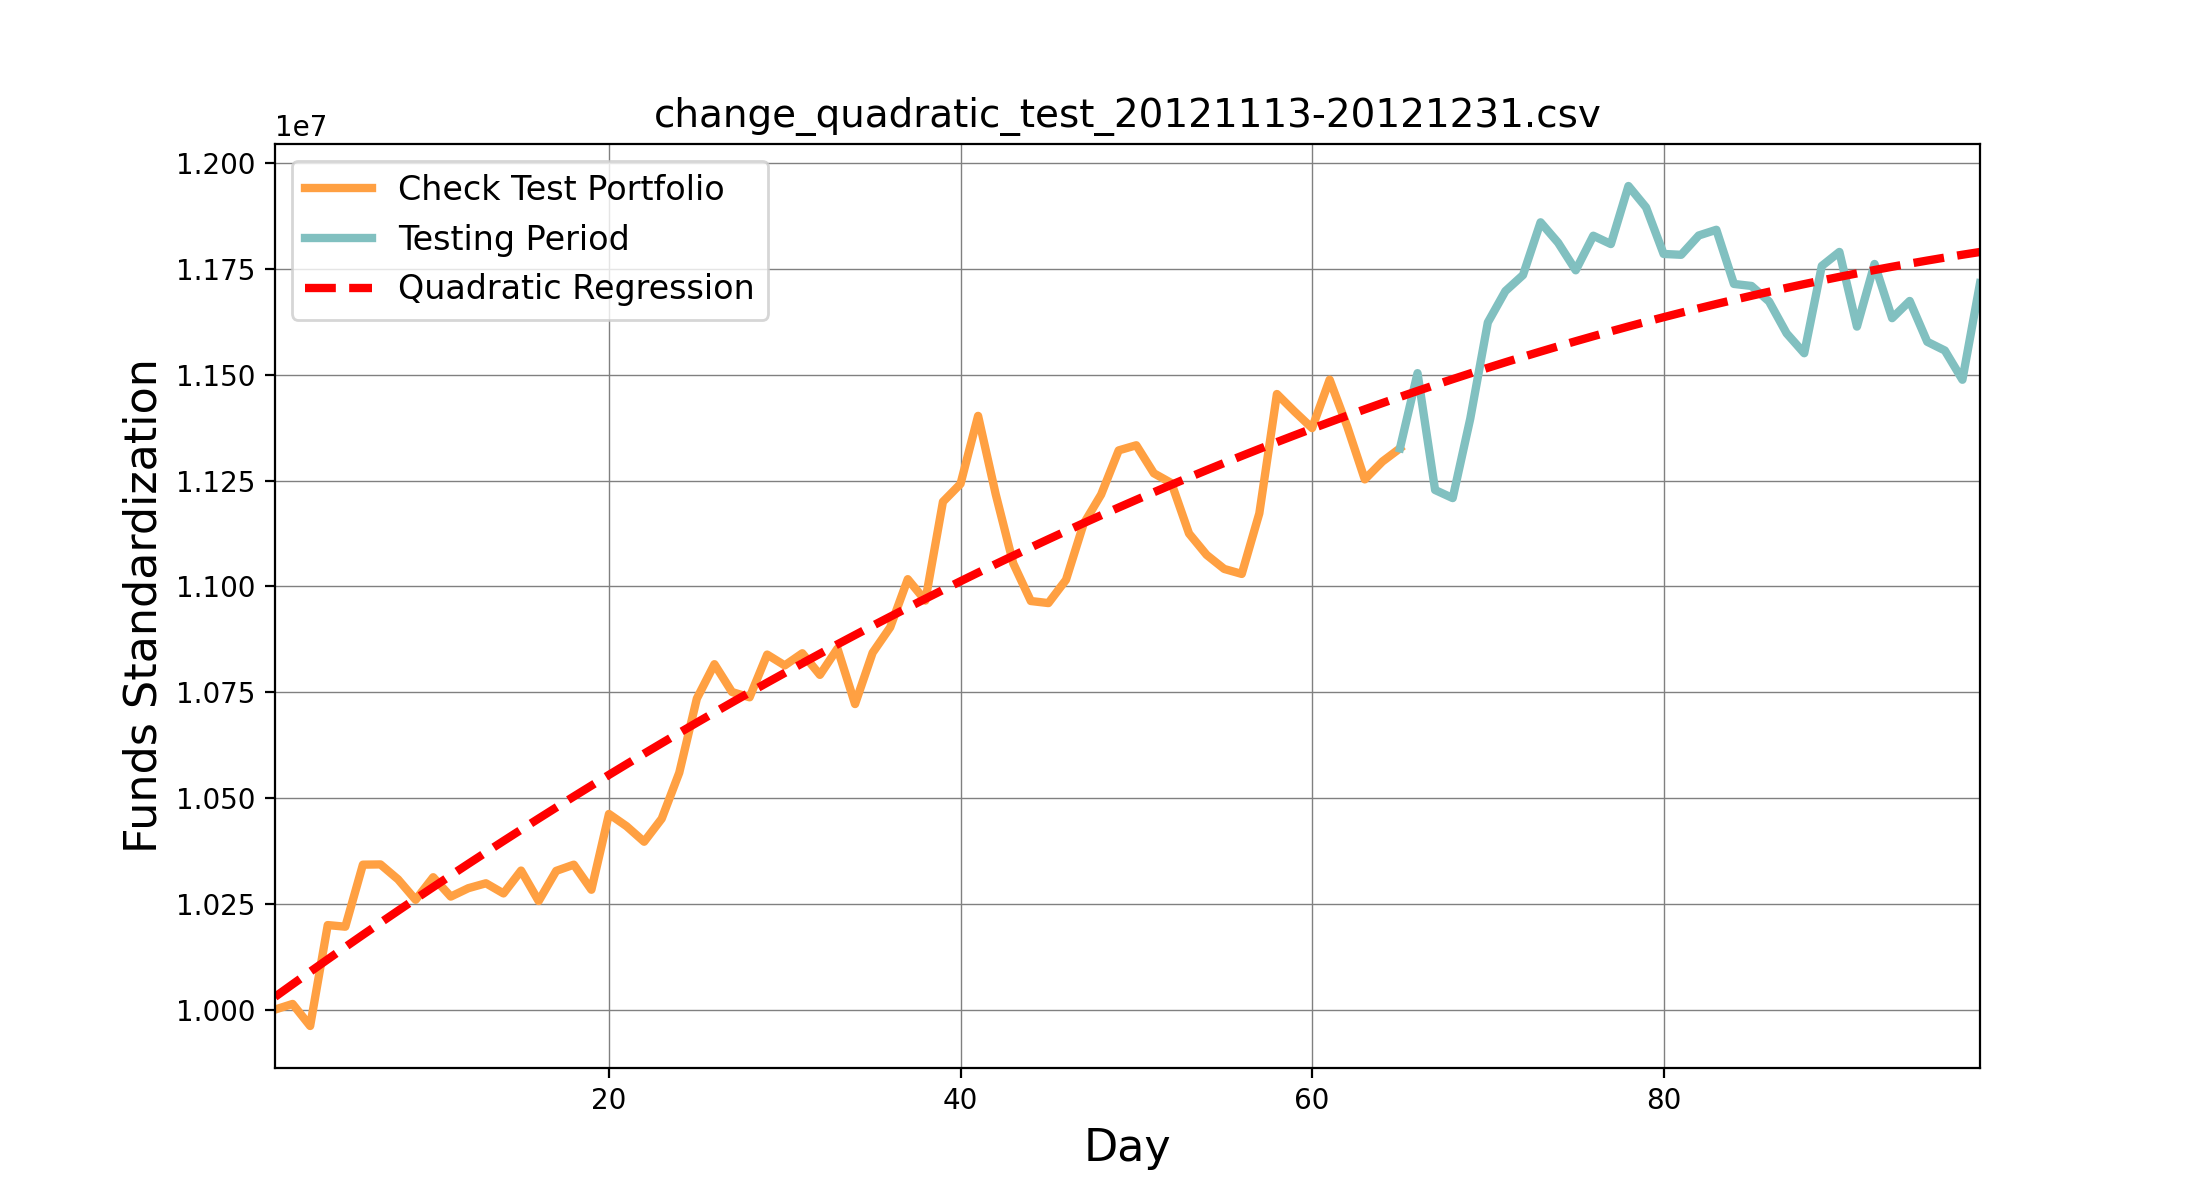 change_quadratic_test_20121113-20121231.csv
1e7
1.200
1.175
1.150
1.125
1.100
1.075
1.050
1.025
1.000
Funds Standardization
Check Test Portfolio
Testing Period
Quadratic Regression
20
40
60
80
Day